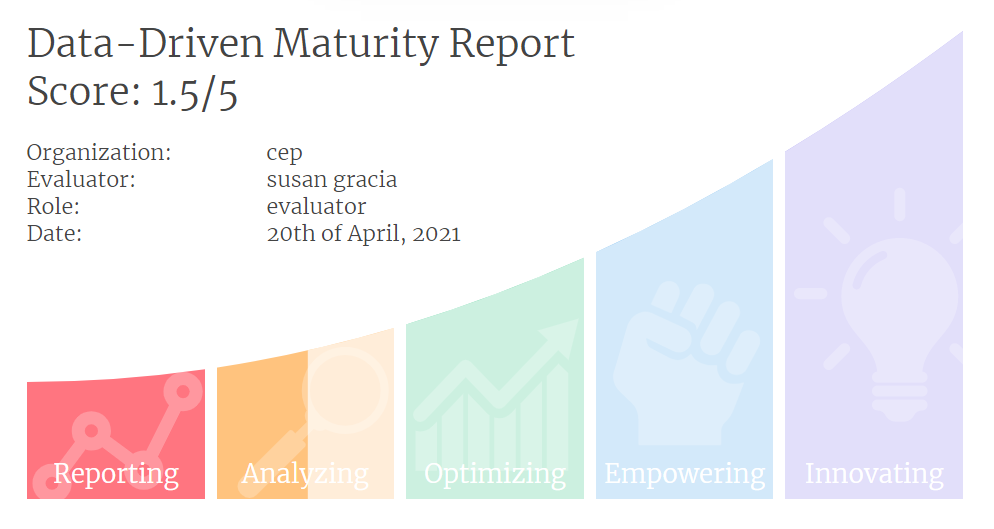 Data-Driven Maturity Report
Score: 1.5/5
Organization: cep
Evaluator: susan gracia
Role: evaluator
Date: 20th of April, 2021
Reporting Analyzing Optimizing Empowering Innovating